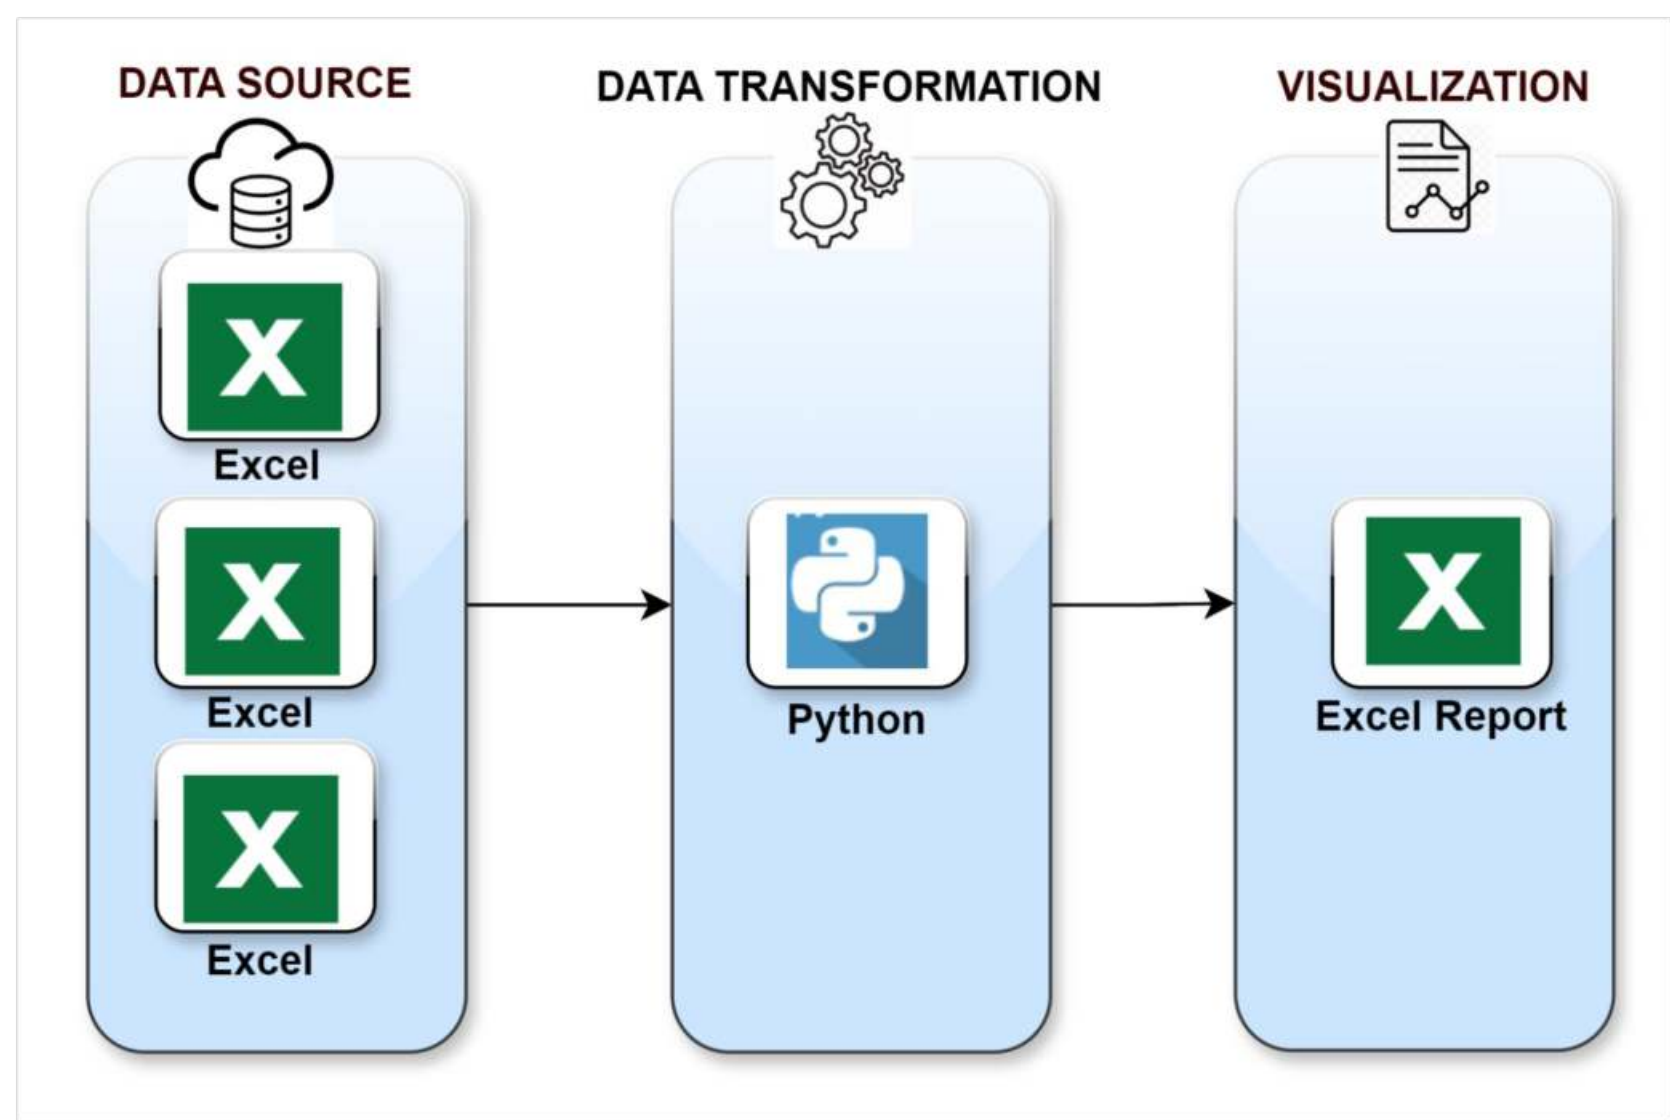 DATA SOURCE
DATA TRANSFORMATION
VISUALIZATION
Excel
Excel
Excel
Python
Excel Report